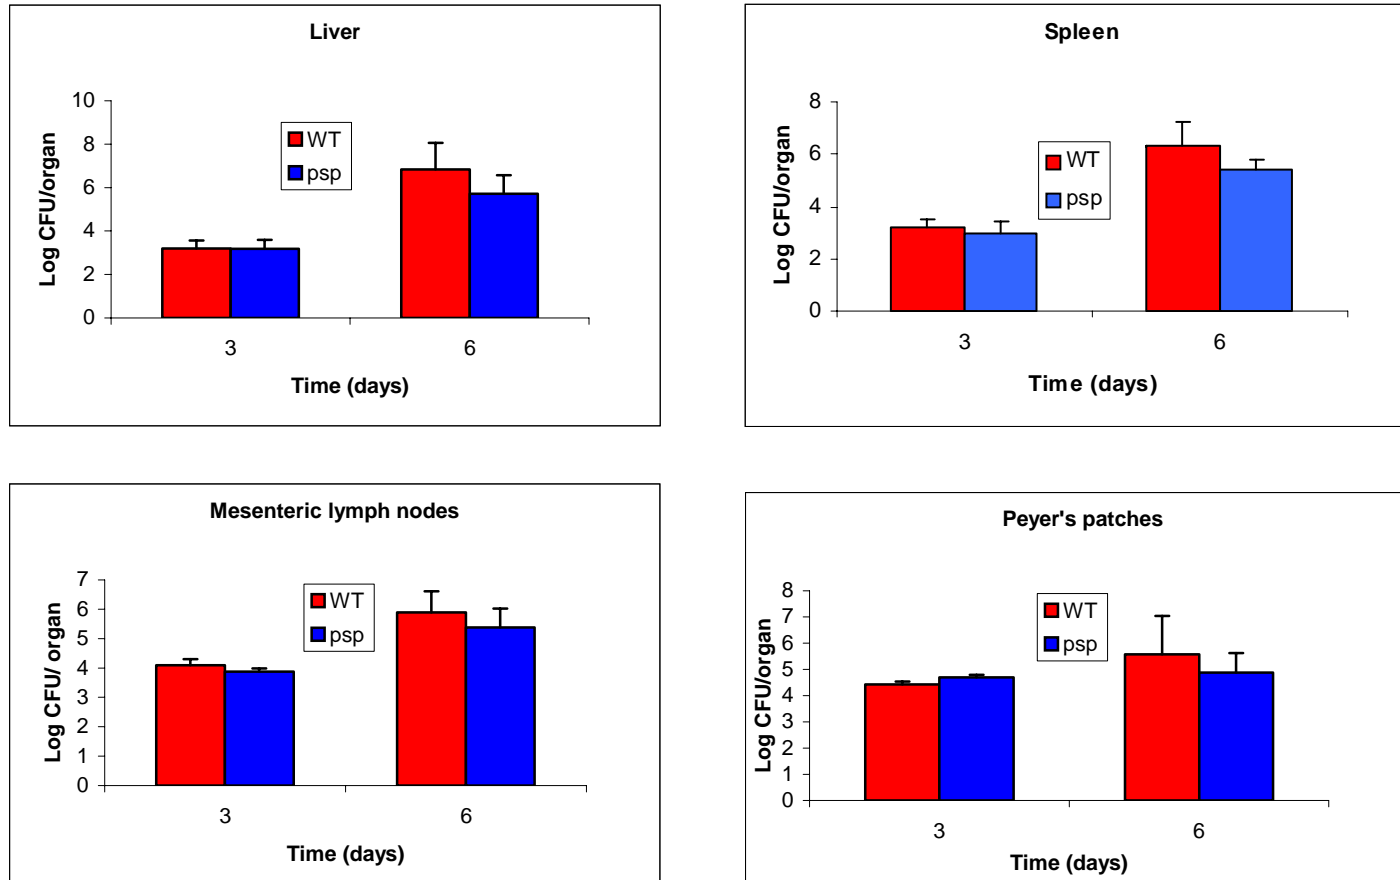 Liver
10
8
6
4
2
0
Log CFU/organ
WT
psp
3
6
Time (days)
Spleen
8
6
4
2
0
Log CFU/organ
WT
psp
3
6
Time (days)
Mesenteric lymph nodes
7
6
5
4
3
2
1
0
Log CFU/ organ
WT
psp
3
6
Time (days)
Peyer's patches
8
7
6
5
4
3
2
1
0
Log CFU/organ
WT
psp
3
6
Time (days)